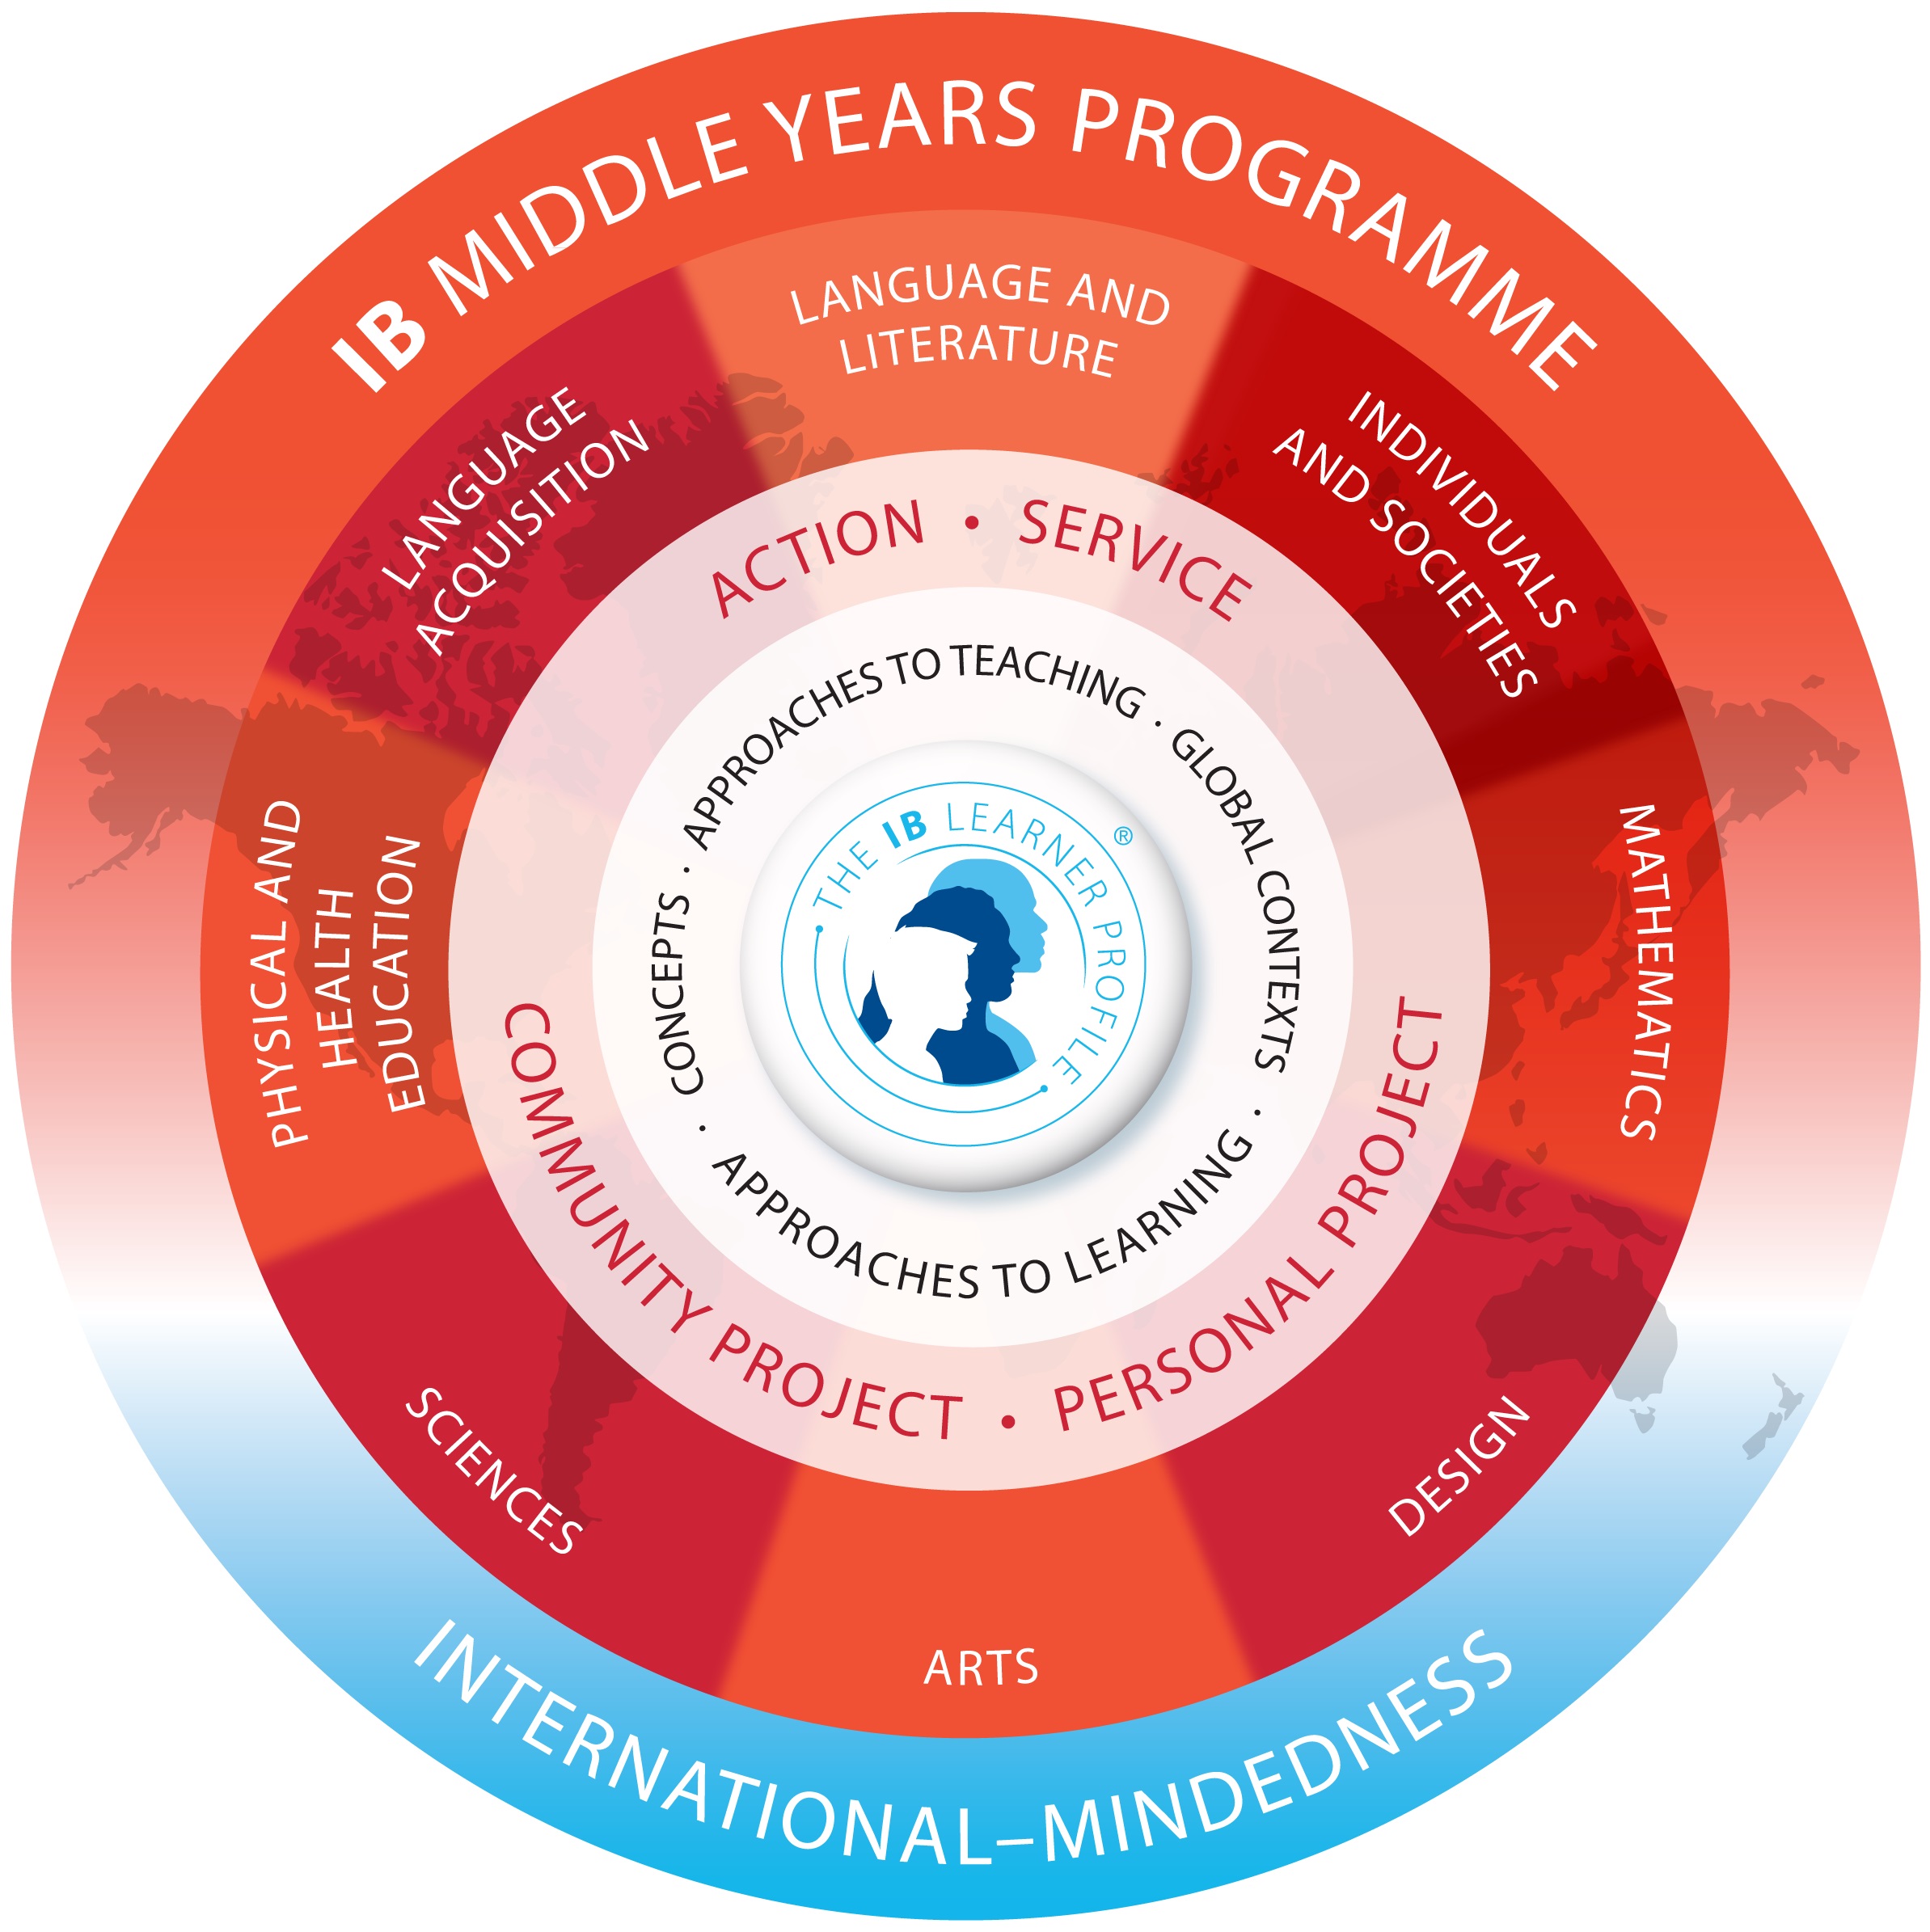 IB MIDDLE YEARS PROGRAMME
LANGUAGE AND
LITERATURE
INDIVIDUALS
AND SOCIETIES
MATHEMATICS
DESIGN
ARTS
SCIENCES
PHYSICAL AND
HEALTH
EDUCATION
LANGUAGE
ACQUISITION
ACTION • SERVICE
COMMUNITY PROJECT • PERSONAL PROJECT
· APPROACHES TO TEACHING · GLOBAL CONTEXTS ·
· CONCEPTS
APPROACHES TO LEARNING
THE IB LEARNER PROFILE
®
INTERNATIONAL–MINDEDNESS